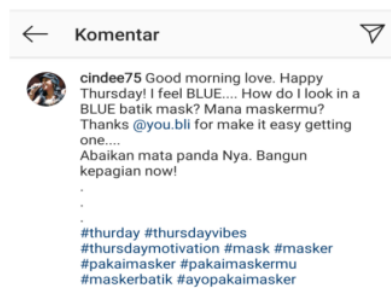 Komentar
cindee75 Good morning love. Happy
Thursday! I feel BLUE.... How do I look in a
BLUE batik mask? Mana maskermu?
Thanks @you.bli for make it easy getting
one....
Abaikan mata panda Nya. Bangun
kepagian now!
.
.
.
#thurday #thursdayvibes
#thursdaymotivation #mask #masker
#pakaimasker #pakaimaskermu
#maskerbatik #ayopakaimasker